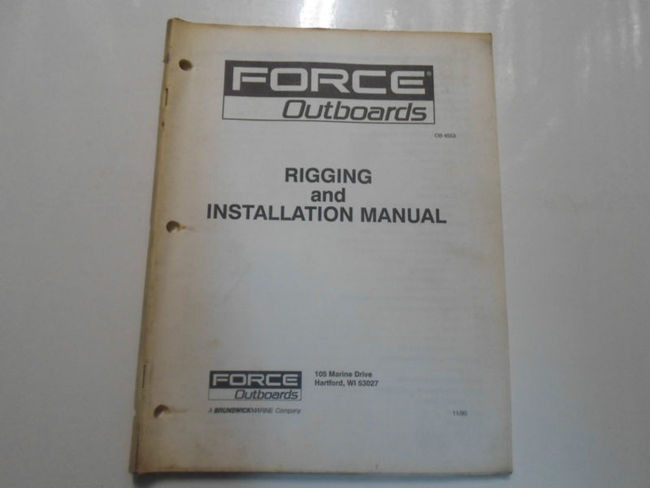 FORCE®
Outboards
OB 4553
RIGGING
and
INSTALLATION MANUAL
FORCE
Outboards
105 Marine Drive
Hartford, WI 53027
A BRUNSWICK MARINE Company
11/90